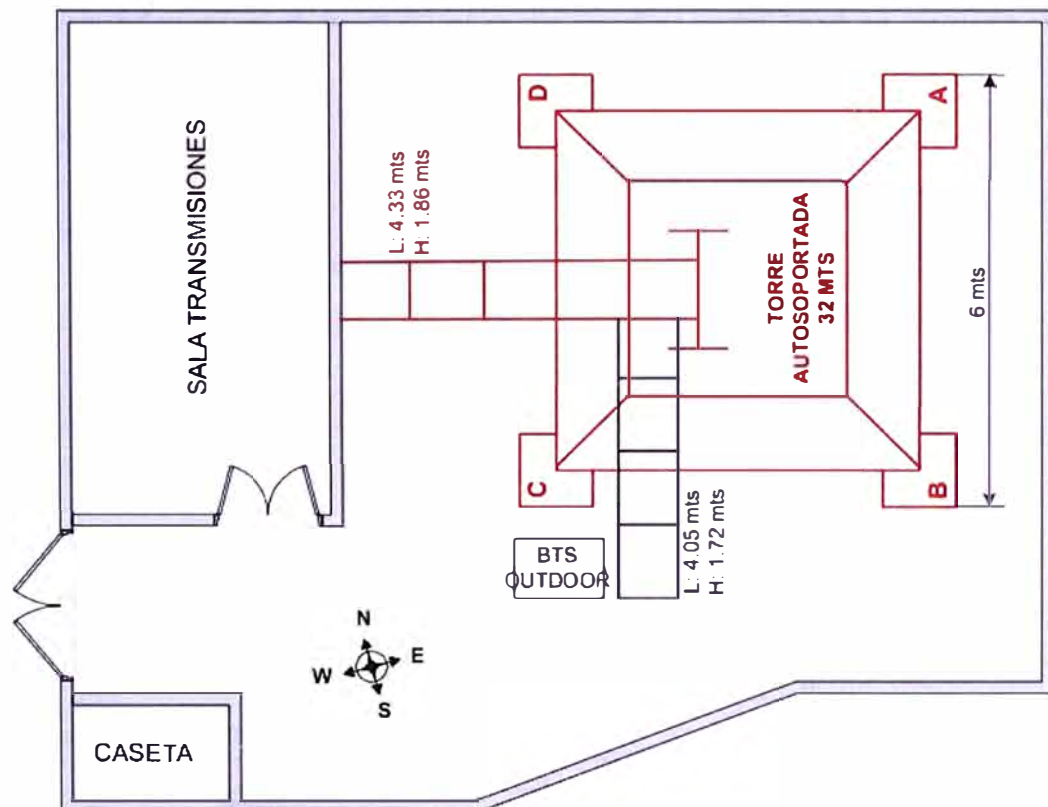 SALA TRANSMISIONES
L: 4.33 mts
H: 1.86 mts
D
A
TORRE
AUTOSOPORTADA
32 MTS
6 mts
C
B
BTS
OUTDOOR
L: 4.05 mts
H: 1.72 mts
N
W
E
S
CASETA